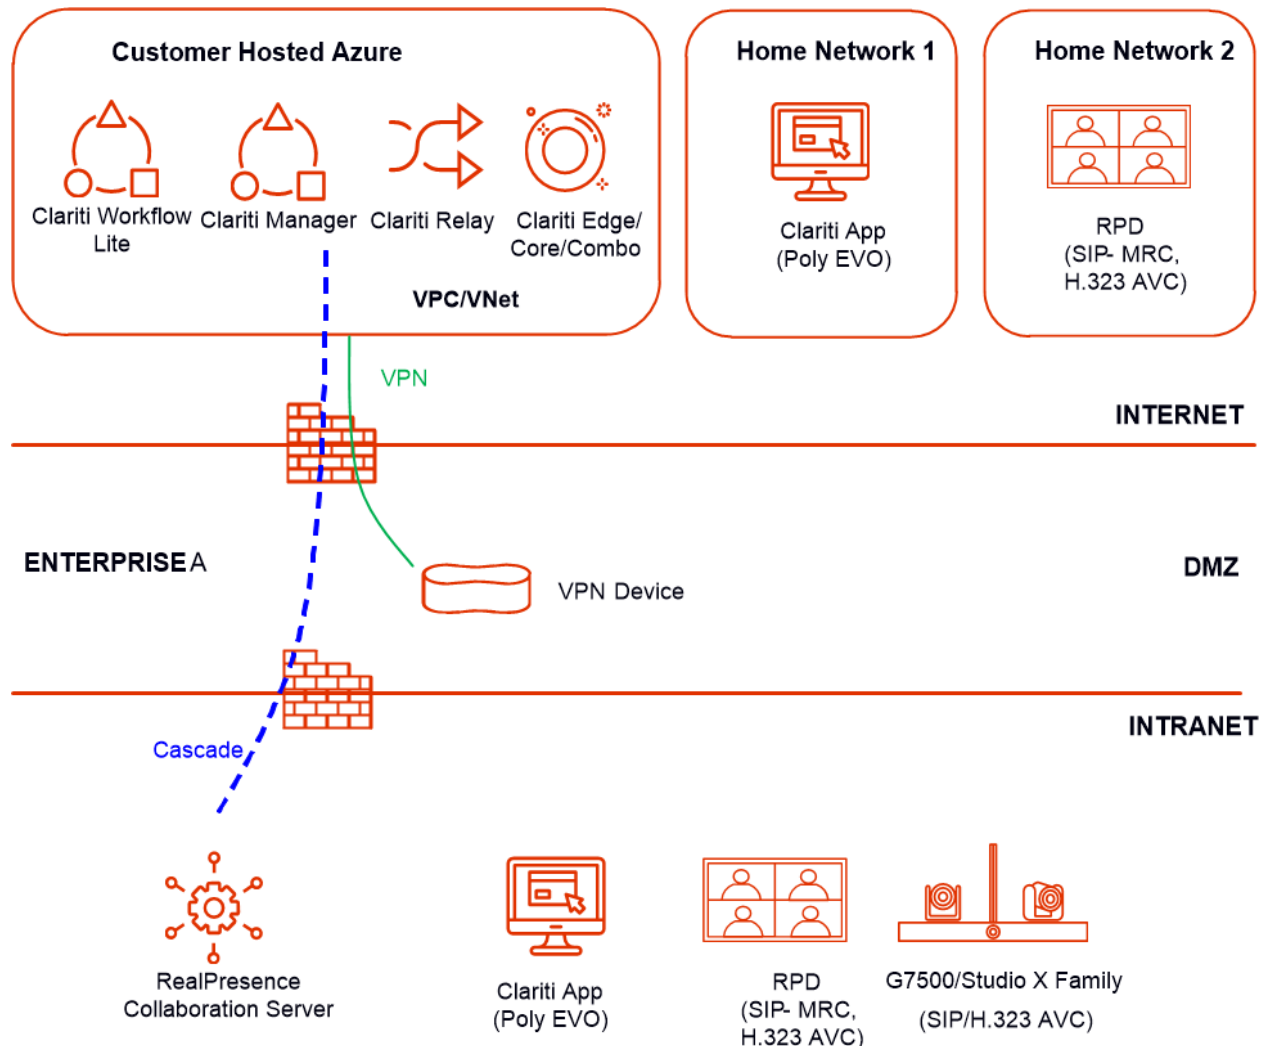 Customer Hosted Azure
Home Network 1
Home Network 2
Clariti Workflow
Lite
Clariti Manager
Clariti Relay
Clariti Edge/
Core/Combo
Clariti App
(Poly EVO)
RPD
(SIP- MRC,
H.323 AVC)
VPC/VNet
VPN
INTERNET
ENTERPRISE A
VPN Device
DMZ
INTRANET
Cascade
RealPresence
Collaboration Server
Clariti App
(Poly EVO)
RPD
(SIP- MRC,
H.323 AVC)
G7500/Studio X Family
(SIP/H.323 AVC)